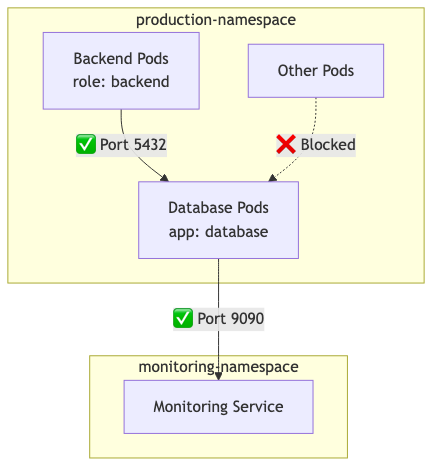 production-namespace
Backend Pods
role: backend
Other Pods
✅ Port 5432
❌ Blocked
Database Pods
app: database
✅ Port 9090
monitoring-namespace
Monitoring Service